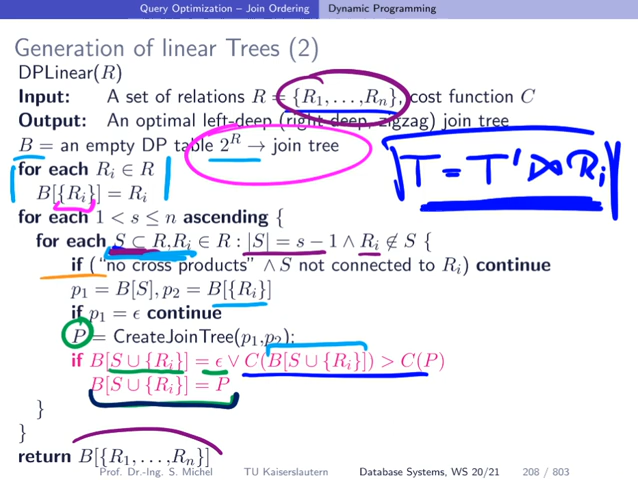 Query Optimization – Join Ordering Dynamic Programming
Generation of linear Trees (2)
DPLinear(R)
Input: A set of relations R = {R₁, . . . ,Rₙ}, cost function C
Output: An optimal left-deep (right-deep, zigzag) join tree
B = an empty DP table 2ᴿ → join tree
for each Rᵢ ∈ R
B[{Rᵢ}] = Rᵢ
T = T' ⋈ Rᵢ
for each 1 < s ≤ n ascending {
for each S ⊂ R,Rᵢ ∈ R : |S| = s − 1 ∧ Rᵢ ∉ S {
if ("no cross products" ∧ S not connected to Rᵢ) continue
p₁ = B[S], p₂ = B[{Rᵢ}]
if p₁ = ϵ continue
P = CreateJoinTree(p₁,p₂);
if B[S ∪ {Rᵢ}] = ϵ ∨ C(B[S ∪ {Rᵢ}]) > C(P)
B[S ∪ {Rᵢ}] = P
}
}
return B[{R₁, . . . ,Rₙ}]
Prof. Dr.-Ing. S. Michel TU Kaiserslautern Database Systems, WS 20/21 208 / 803